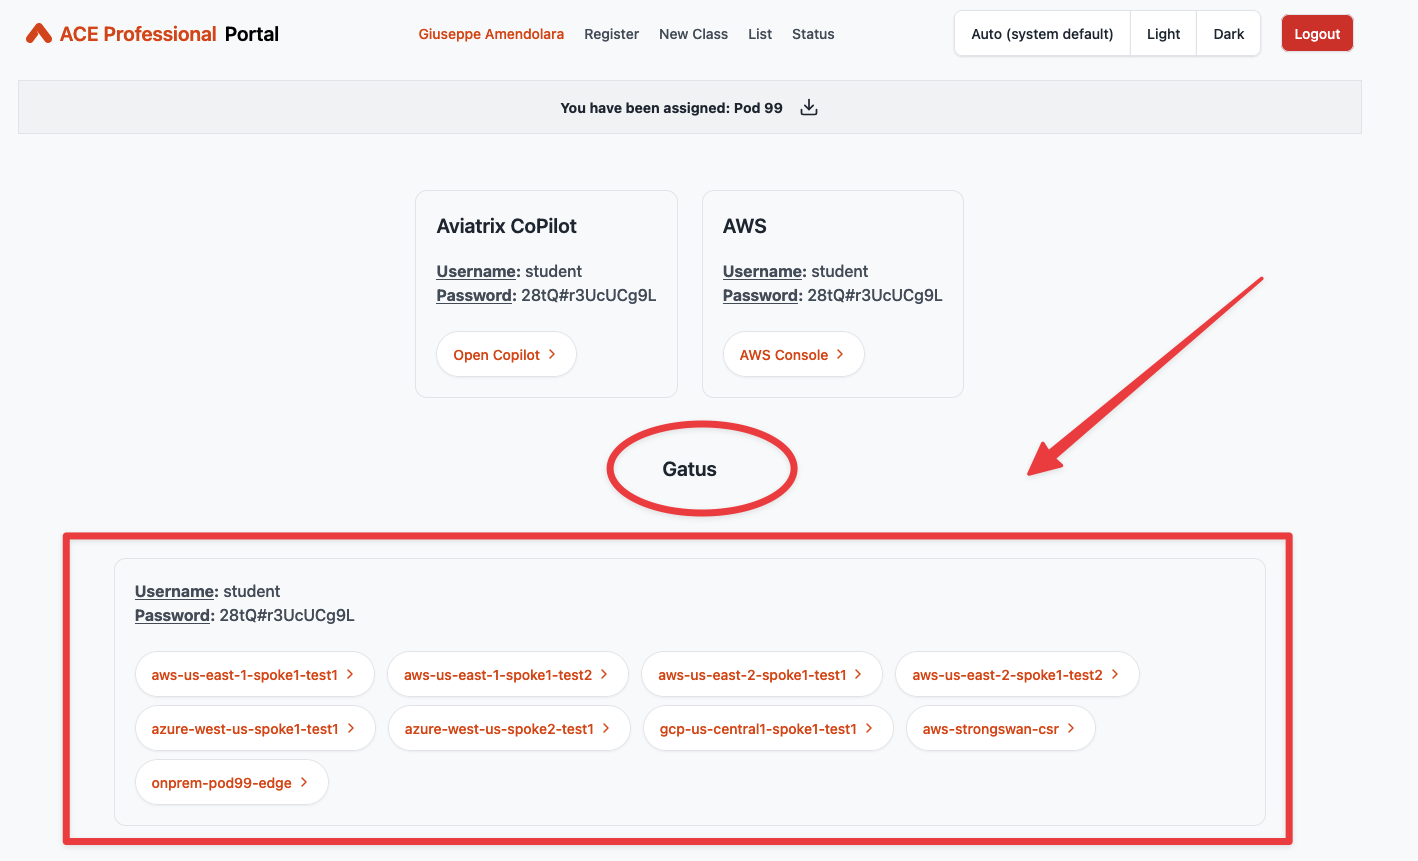 ACE Professional Portal
Giuseppe Amendolara Register New Class List Status
Auto (system default) Light Dark Logout
You have been assigned: Pod 99
Aviatrix CoPilot
Username: student
Password: 28tQ#r3UcUCg9L
Open Copilot
AWS
Username: student
Password: 28tQ#r3UcUCg9L
AWS Console
Gatus
Username: student
Password: 28tQ#r3UcUCg9L
aws-us-east-1-spoke1-test1 aws-us-east-1-spoke1-test2 aws-us-east-2-spoke1-test1 aws-us-east-2-spoke1-test2
azure-west-us-spoke1-test1 azure-west-us-spoke2-test1 gcp-us-central1-spoke1-test1 aws-strongswan-csr
onprem-pod99-edge